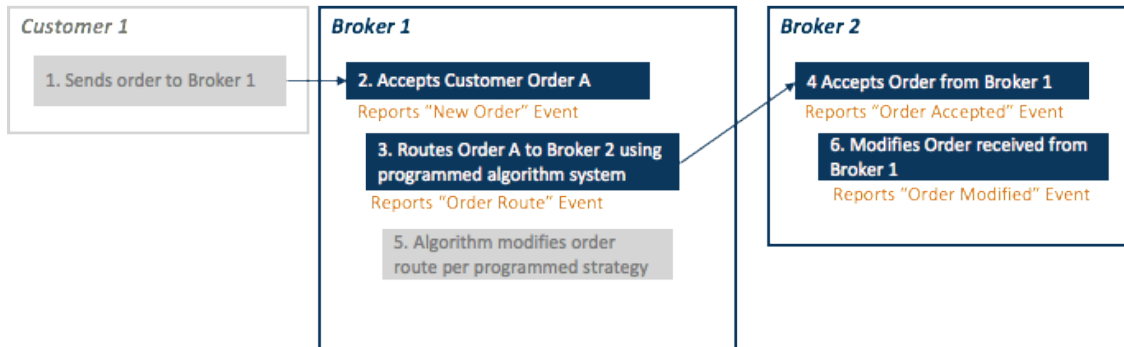 Customer 1
1. Sends order to Broker 1
Broker 1
2. Accepts Customer Order A
Reports “New Order” Event
3. Routes Order A to Broker 2 using
programmed algorithm system
Reports “Order Route” Event
5. Algorithm modifies order
route per programmed strategy
Broker 2
4 Accepts Order from Broker 1
Reports “Order Accepted” Event
6. Modifies Order received from
Broker 1
Reports “Order Modified” Event